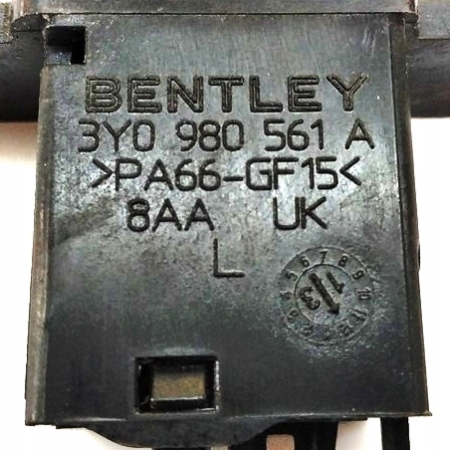 BENTLEY
3Y0 980 561 A
>PA66-GF15<
8AA UK
L